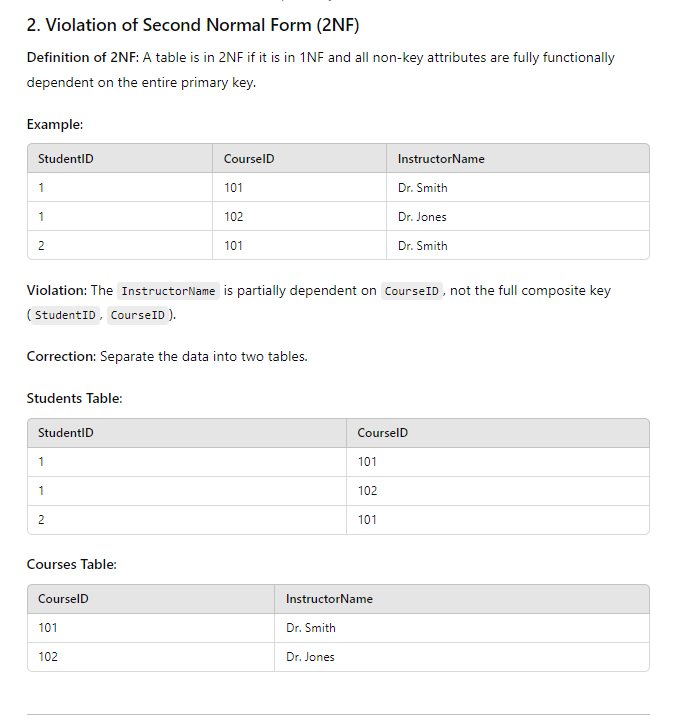 2. Violation of Second Normal Form (2NF)
Definition of 2NF: A table is in 2NF if it is in 1NF and all non-key attributes are fully functionally
dependent on the entire primary key.
Example:
StudentID CourseID InstructorName
1 101 Dr. Smith
1 102 Dr. Jones
2 101 Dr. Smith
Violation: The InstructorName is partially dependent on CourseID , not the full composite key
( StudentID , CourseID ).
Correction: Separate the data into two tables.
Students Table:
StudentID CourseID
1 101
1 102
2 101
Courses Table:
CourseID InstructorName
101 Dr. Smith
102 Dr. Jones